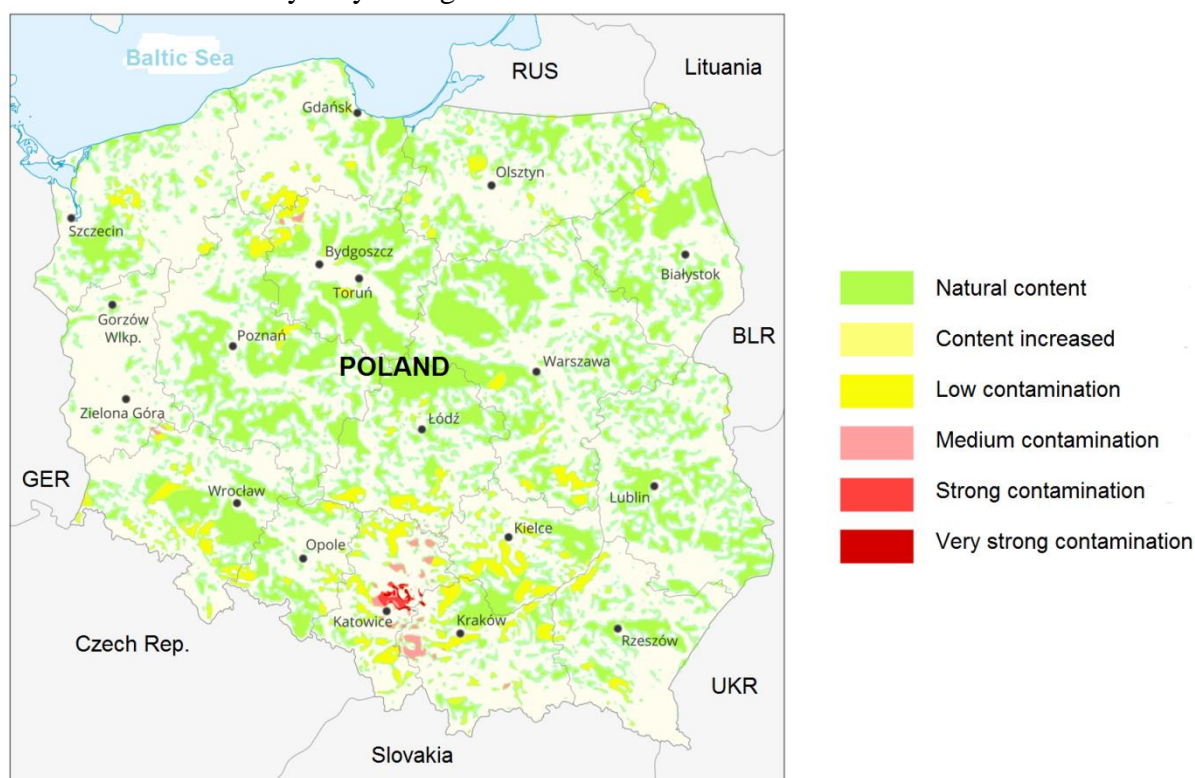 Baltic Sea
RUS
Lituania
Gdańsk
Olsztyn
Szczecin
Bydgoszcz
Białystok
Toruń
Gorzów
Wlkp.
Poznań
BLR
POLAND
Warszawa
Zielona Góra
Łódź
GER
Wrocław
Lublin
Kielce
Opole
Katowice
Kraków
Rzeszów
Czech Rep.
UKR
Slovakia
Natural content
Content increased
Low contamination
Medium contamination
Strong contamination
Very strong contamination